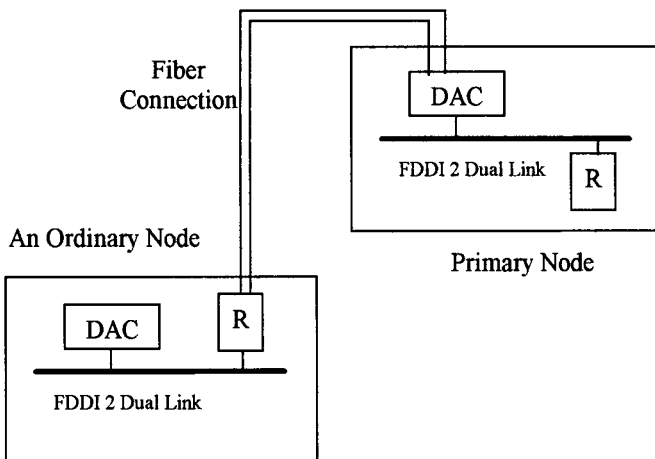 Fiber
Connection
DAC
FDDI 2 Dual Link
R
Primary Node
An Ordinary Node
DAC
R
FDDI 2 Dual Link